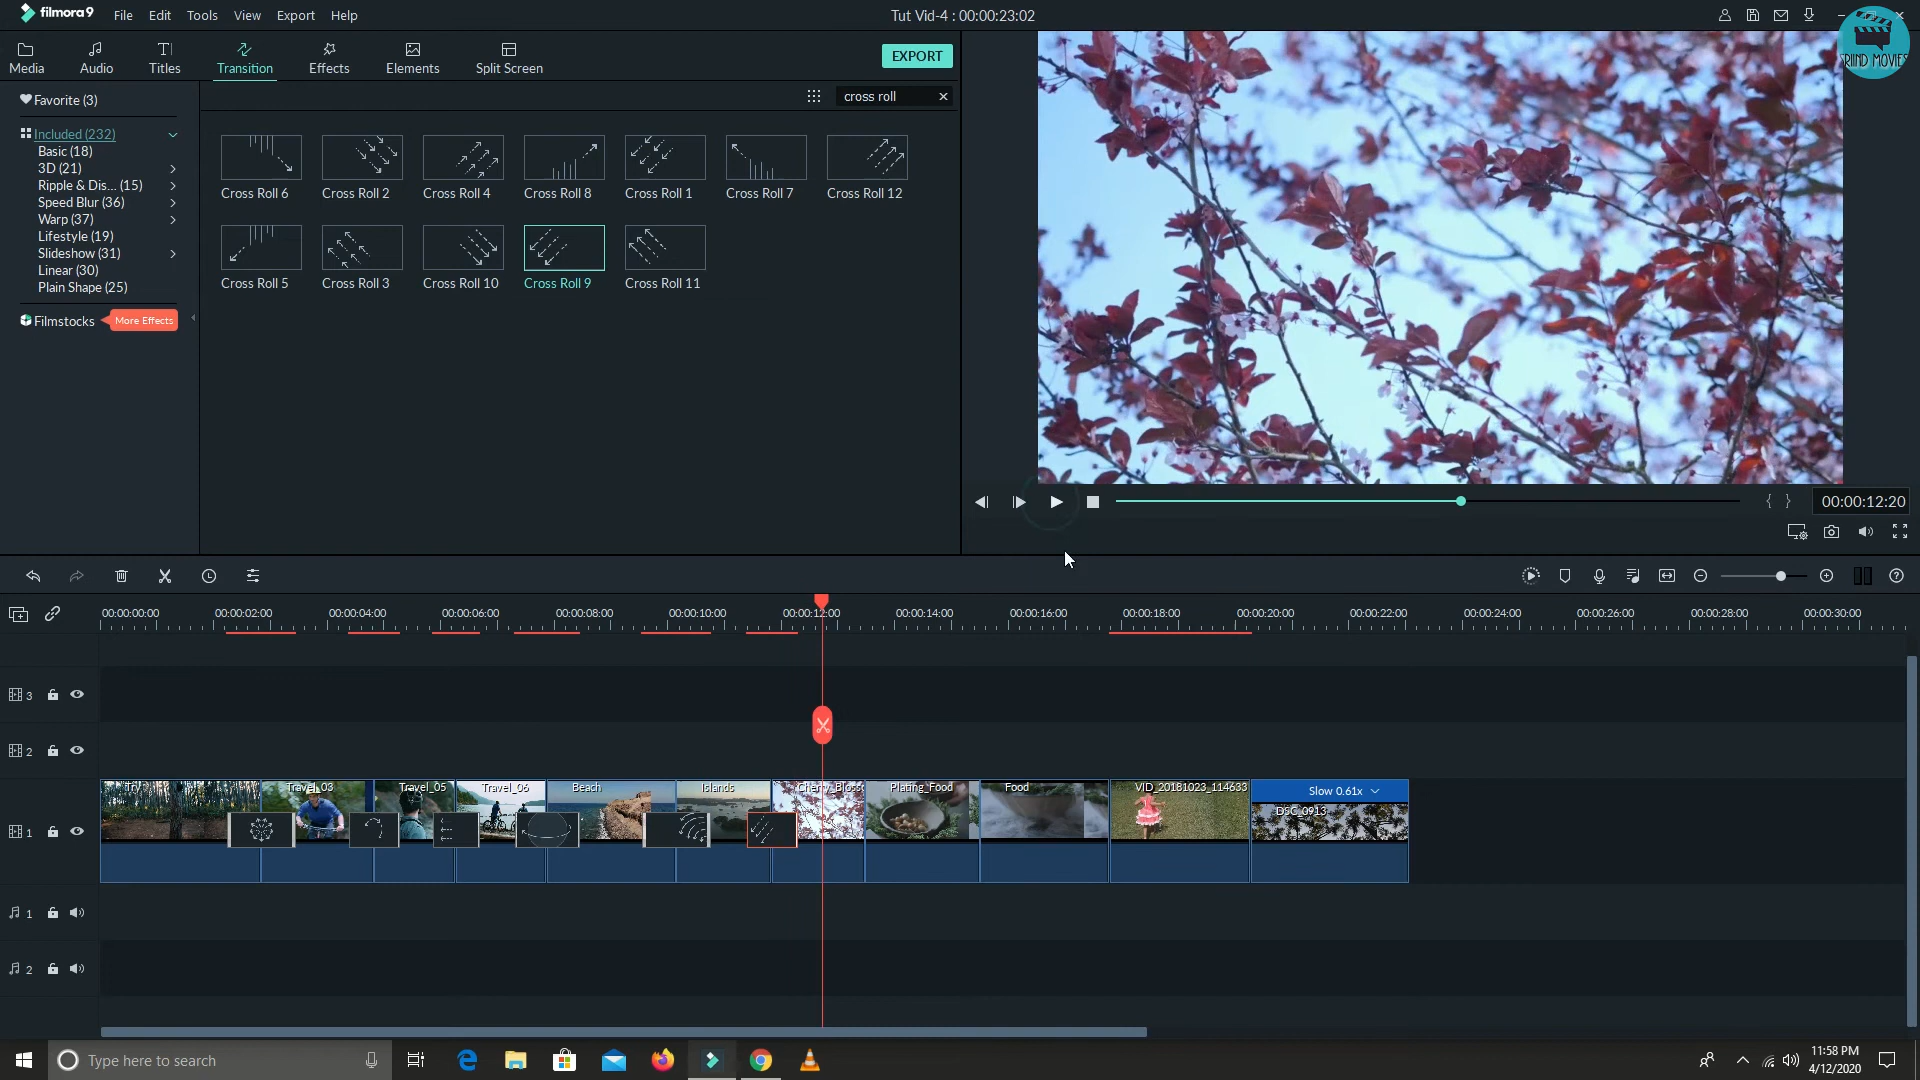 filmora9 File Edit Tools View Export Help
Tut Vid-4 : 00:00:23:02
Media Audio Titles Transition Effects Elements Split Screen
EXPORT
RIIND MOVIES
Favorite (3)
cross roll
Included (232)
Basic (18)
3D (21)
Ripple & Dis... (15)
Speed Blur (36)
Warp (37)
Lifestyle (19)
Slideshow (31)
Linear (30)
Plain Shape (25)
Filmstocks More Effects
Cross Roll 6 Cross Roll 2 Cross Roll 4 Cross Roll 8 Cross Roll 1 Cross Roll 7 Cross Roll 12
Cross Roll 5 Cross Roll 3 Cross Roll 10 Cross Roll 9 Cross Roll 11
00:00:12:20
00:00:00:00 00:00:02:00 00:00:04:00 00:00:06:00 00:00:08:00 00:00:10:00 00:00:12:00 00:00:14:00 00:00:16:00 00:00:18:00 00:00:20:00 00:00:22:00 00:00:24:00 00:00:26:00 00:00:28:00 00:00:30:00
3
2
Travel_03 Travel_05 Travel_06 Beach Islands Cherry_Bloss Plating_Food Food VID_20181023_114633 Slow 0.61x
DSC_0913
1
1
2
Type here to search
11:58 PM
4/12/2020